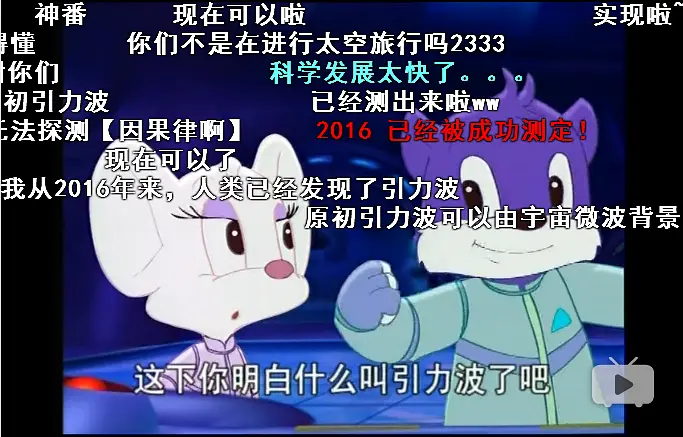 神番
现在可以啦
实现啦~
得懂
你们不是在进行太空旅行吗2333
你们
科学发展太快了。。。
初引力波
已经测出来啦ww
法探测【因果律啊】
2016 已经被成功测定!
现在可以了
我从2016年来，人类已经发现了引力波
原初引力波可以由宇宙微波背景
这下你明白什么叫引力波了吧